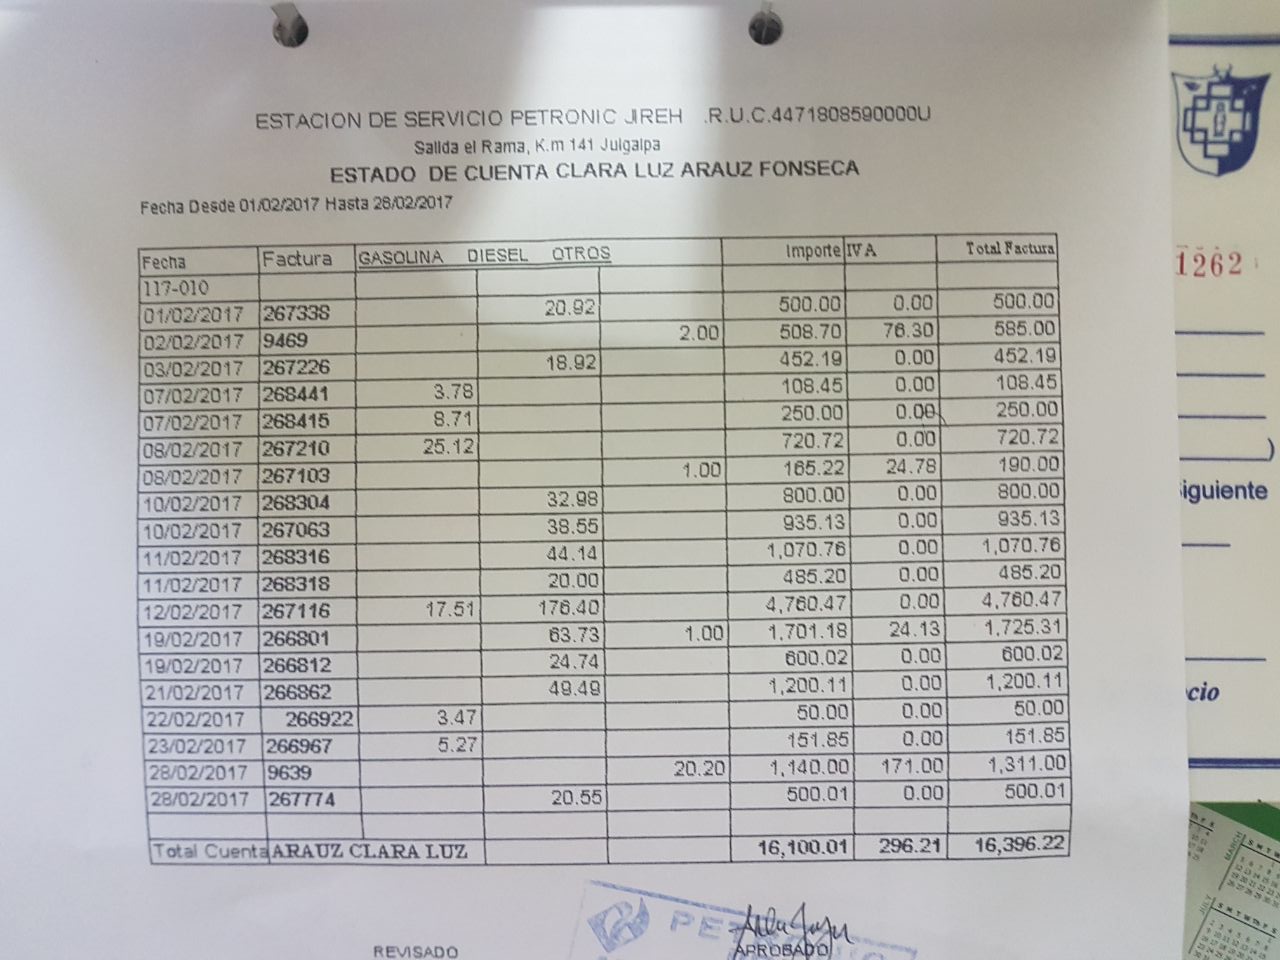 ESTACION DE SERVICIO PETRONIC JIREH .R.U.C.4471808590000U
Salida el Rama, K.m 141 Juigalpa
ESTADO DE CUENTA CLARA LUZ ARAUZ FONSECA
Fecha Desde 01/02/2017 Hasta 28/02/2017
Fecha Factura GASOLINA DIESEL OTROS Importe IVA Total Factura
117-010
01/02/2017 267338 20.92 500.00 0.00 500.00
02/02/2017 9469 2.00 508.70 76.30 585.00
03/02/2017 267226 18.92 452.19 0.00 452.19
07/02/2017 268441 3.78 108.45 0.00 108.45
07/02/2017 268415 8.71 250.00 0.00 250.00
08/02/2017 267210 25.12 720.72 0.00 720.72
08/02/2017 267103 1.00 165.22 24.78 190.00
10/02/2017 268304 32.98 800.00 0.00 800.00
10/02/2017 267063 38.55 935.13 0.00 935.13
11/02/2017 268316 44.14 1,070.76 0.00 1,070.76
11/02/2017 268318 20.00 485.20 0.00 485.20
12/02/2017 267116 17.51 176.40 4,760.47 0.00 4,760.47
19/02/2017 266801 63.73 1.00 1,701.18 24.13 1,725.31
19/02/2017 266812 24.74 600.02 0.00 600.02
21/02/2017 266862 49.49 1,200.11 0.00 1,200.11
22/02/2017 266922 3.47 50.00 0.00 50.00
23/02/2017 266967 5.27 151.85 0.00 151.85
28/02/2017 9639 20.20 1,140.00 171.00 1,311.00
28/02/2017 267774 20.55 500.01 0.00 500.01
Total Cuenta ARAUZ CLARA LUZ 16,100.01 296.21 16,396.22
REVISADO
APROBADO
1262
)
iguiente
cio
MARCH
JULY